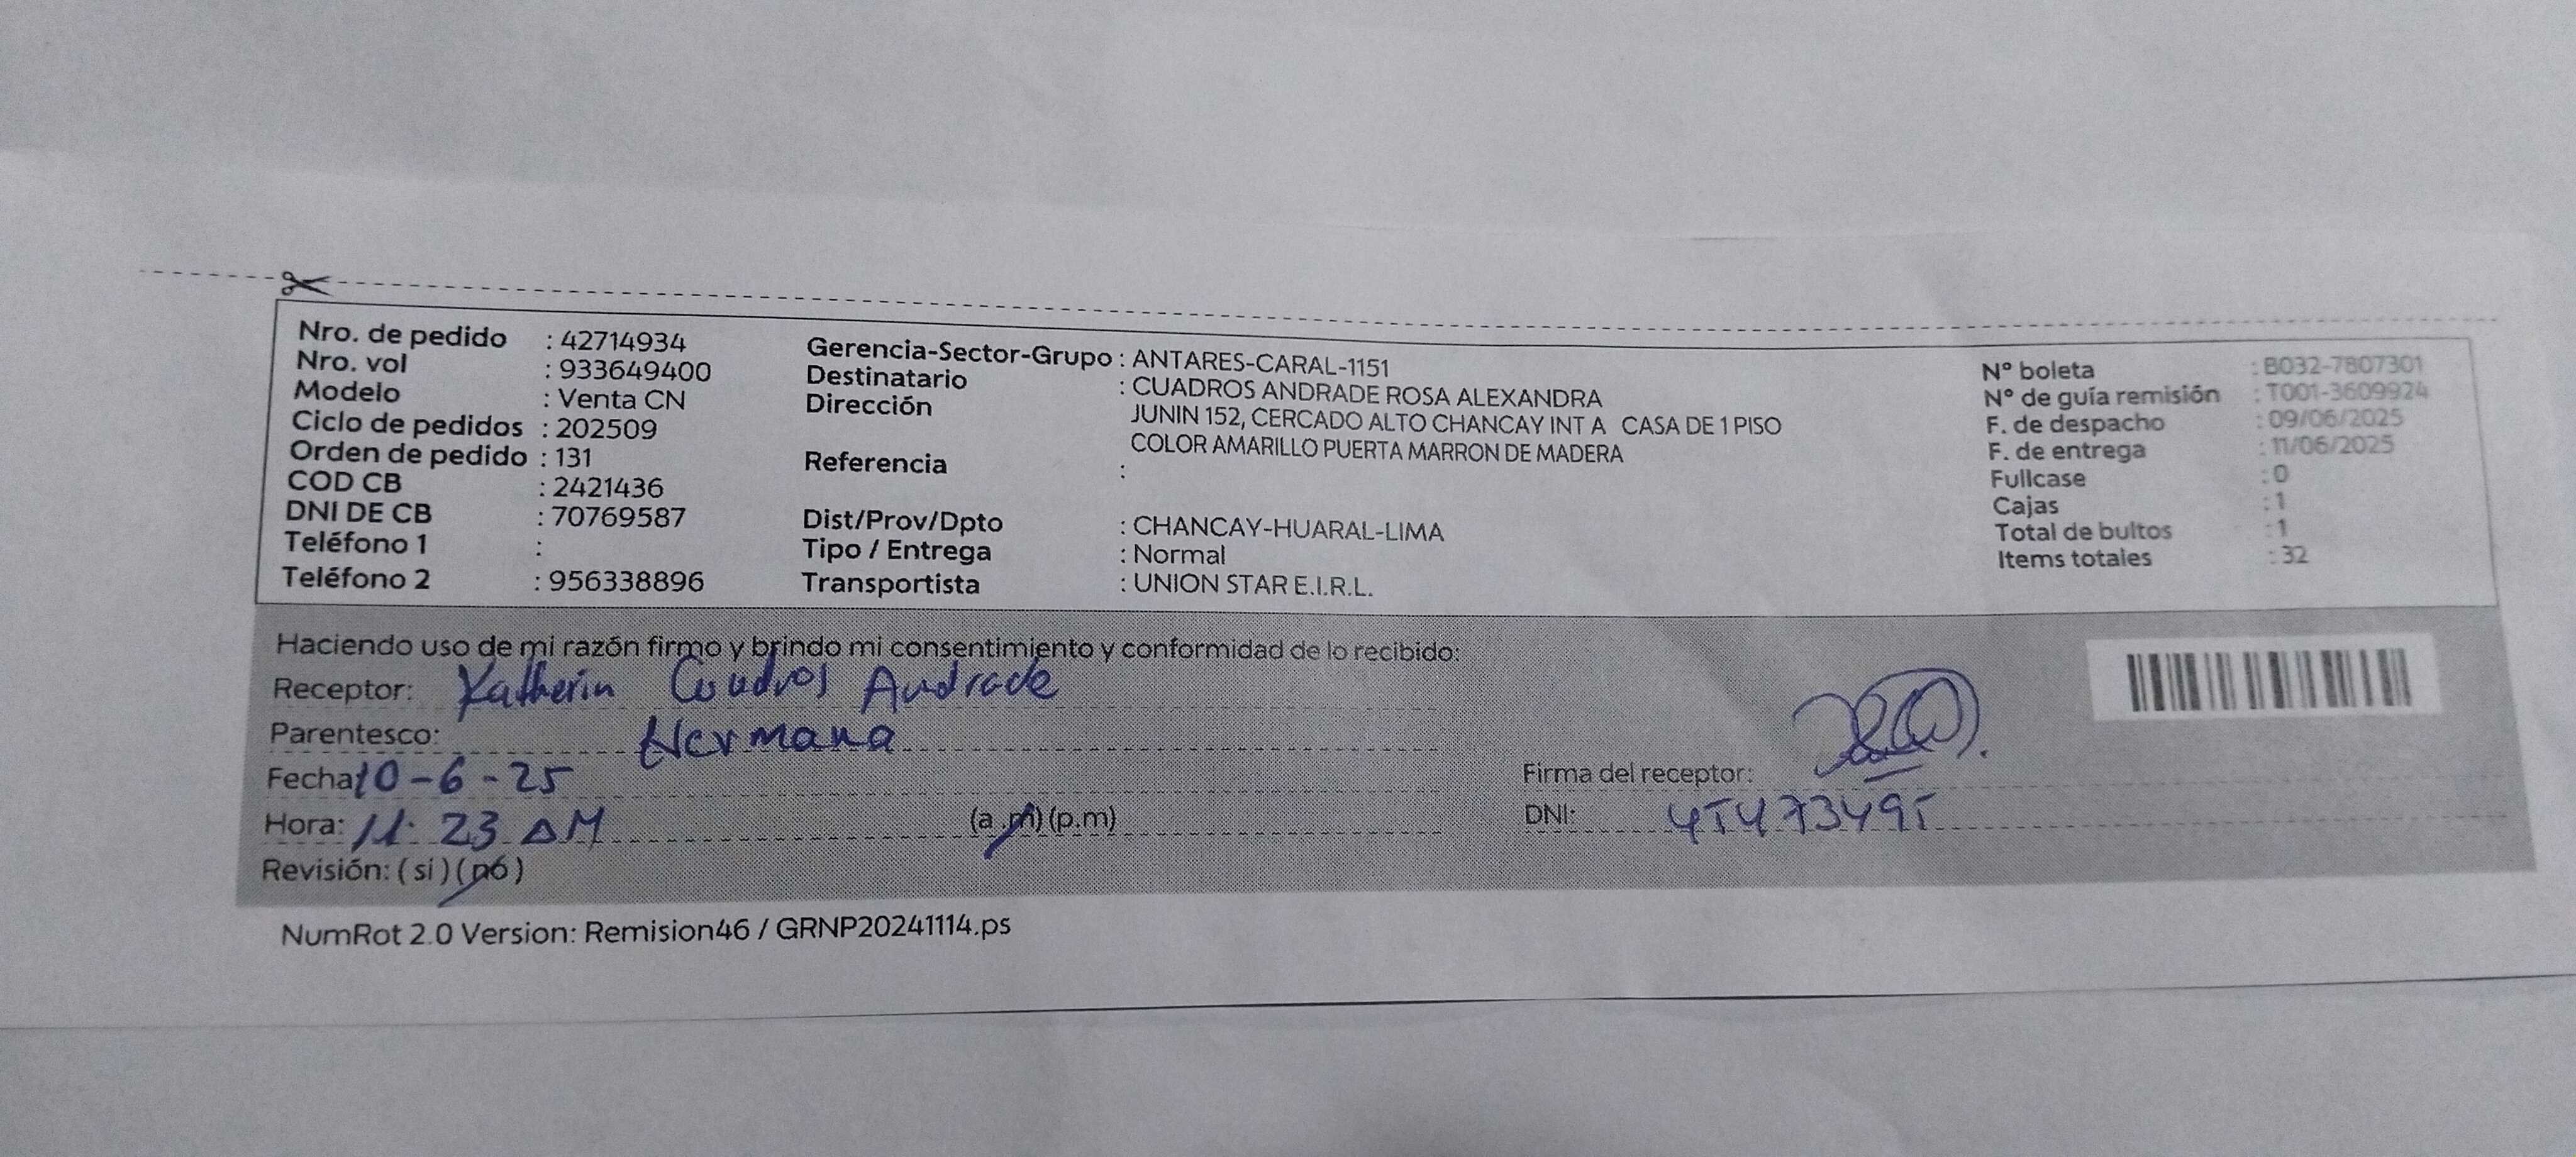 Nro. de pedido : 42714934
Nro. vol : 933649400
Modelo : Venta CN
Ciclo de pedidos : 202509
Orden de pedido : 131
COD CB : 2421436
DNI DE CB : 70769587
Teléfono 1 :
Teléfono 2 : 956338896
Gerencia-Sector-Grupo : ANTARES-CARAL-1151
Destinatario : CUADROS ANDRADE ROSA ALEXANDRA
Dirección JUNIN 152, CERCADO ALTO CHANCAY INT A CASA DE 1 PISO
COLOR AMARILLO PUERTA MARRON DE MADERA
Referencia :
Dist/Prov/Dpto : CHANCAY-HUARAL-LIMA
Tipo / Entrega : Normal
Transportista : UNION STAR E.I.R.L.
N° boleta : B032-7807301
N° de guía remisión : T001-3609924
F. de despacho : 09/06/2025
F. de entrega : 11/06/2025
Fullcase : 0
Cajas : 1
Total de bultos : 1
Items totales : 32
Haciendo uso de mi razón firmo y brindo mi consentimiento y conformidad de lo recibido:
Receptor: Katherin Cuadros Andrade
Parentesco: Hermana
Fecha: 10-6-25
Hora: 11:23 AM (a.m) (p.m)
Revisión: (si) (nó)
Firma del receptor:
DNI: 45473495
NumRot 2.0 Version: Remision46 / GRNP20241114.ps